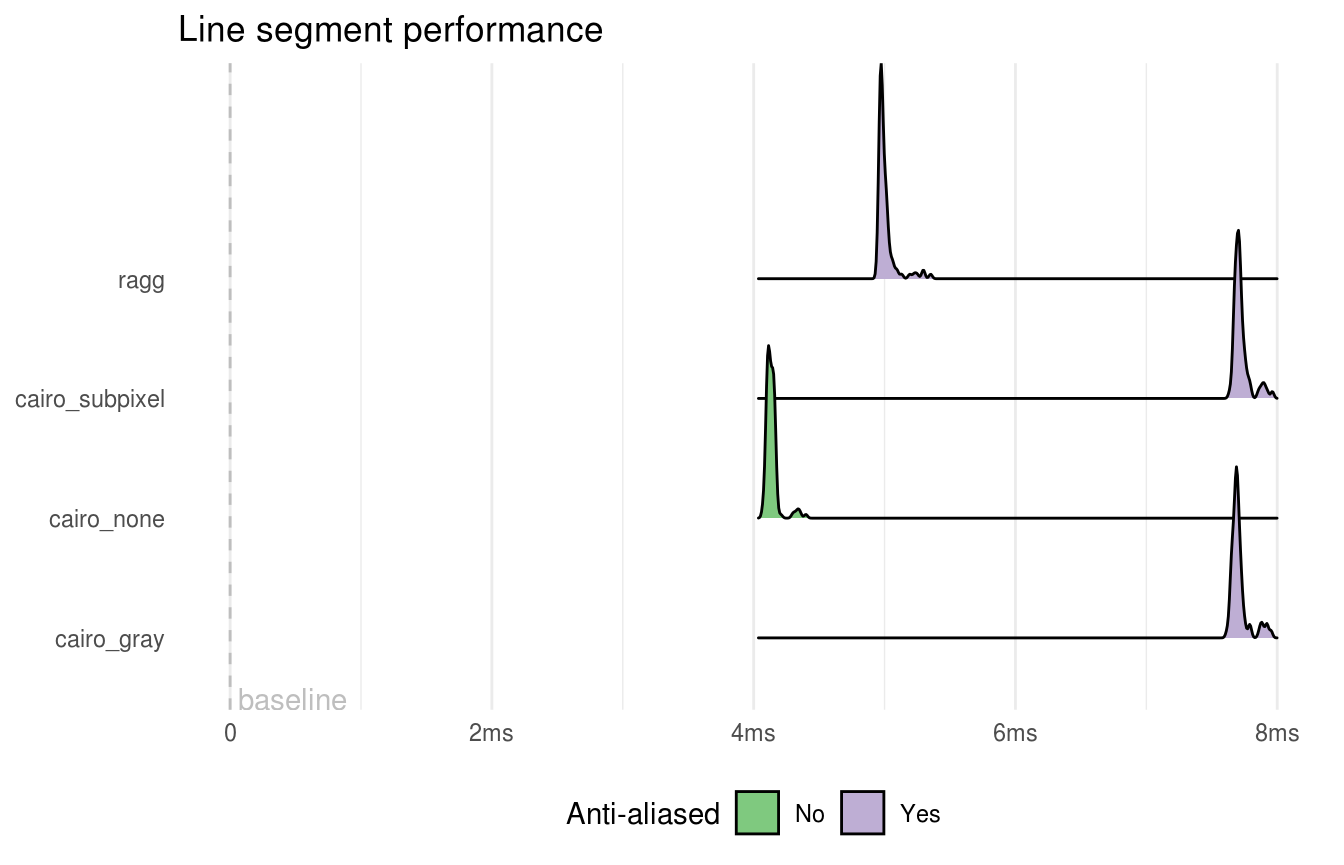 Line segment performance
ragg
cairo_subpixel
cairo_none
cairo_gray
baseline
0 2ms 4ms 6ms 8ms
Anti-aliased No Yes